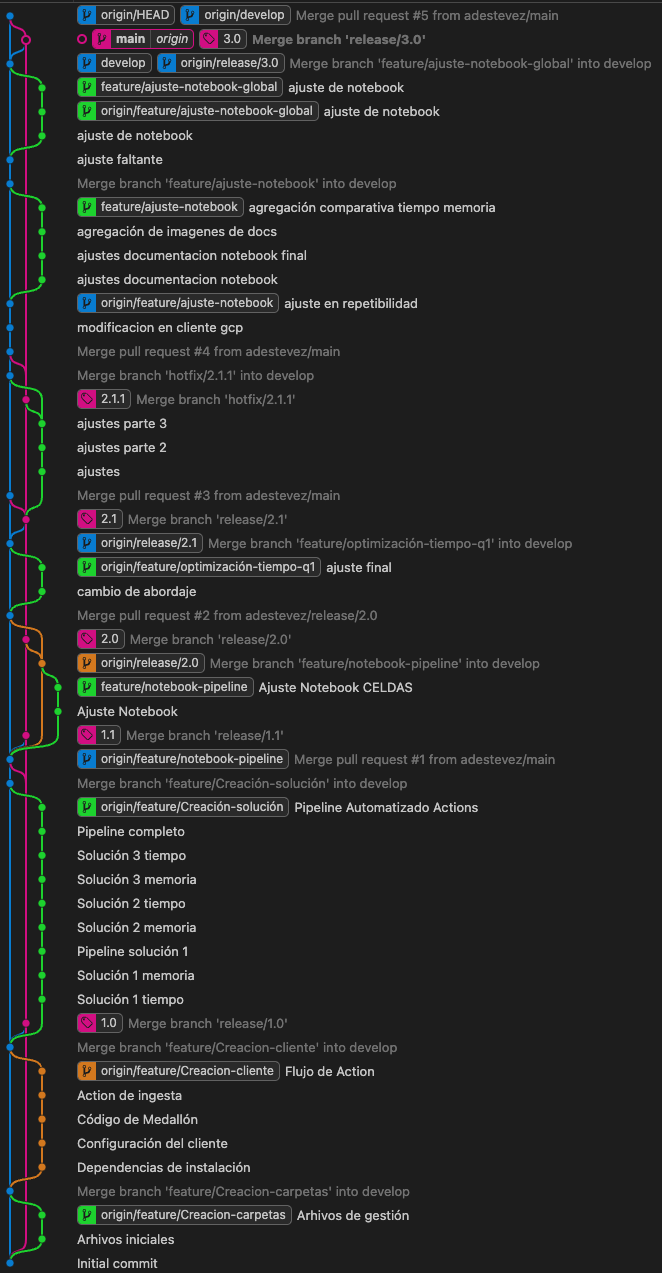 origin/HEAD origin/develop Merge pull request #5 from adestevez/main
main origin 3.0 Merge branch 'release/3.0'
develop origin/release/3.0 Merge branch 'feature/ajuste-notebook-global' into develop
feature/ajuste-notebook-global ajuste de notebook
origin/feature/ajuste-notebook-global ajuste de notebook
ajuste de notebook
ajuste faltante
Merge branch 'feature/ajuste-notebook' into develop
feature/ajuste-notebook agregación comparativa tiempo memoria
agregación de imagenes de docs
ajustes documentacion notebook final
ajustes documentacion notebook
origin/feature/ajuste-notebook ajuste en repetibilidad
modificacion en cliente gcp
Merge pull request #4 from adestevez/main
Merge branch 'hotfix/2.1.1' into develop
2.1.1 Merge branch 'hotfix/2.1.1'
ajustes parte 3
ajustes parte 2
ajustes
Merge pull request #3 from adestevez/main
2.1 Merge branch 'release/2.1'
origin/release/2.1 Merge branch 'feature/optimización-tiempo-q1' into develop
origin/feature/optimización-tiempo-q1 ajuste final
cambio de abordaje
Merge pull request #2 from adestevez/release/2.0
2.0 Merge branch 'release/2.0'
origin/release/2.0 Merge branch 'feature/notebook-pipeline' into develop
feature/notebook-pipeline Ajuste Notebook CELDAS
Ajuste Notebook
1.1 Merge branch 'release/1.1'
origin/feature/notebook-pipeline Merge pull request #1 from adestevez/main
Merge branch 'feature/Creación-solución' into develop
origin/feature/Creación-solución Pipeline Automatizado Actions
Pipeline completo
Solución 3 tiempo
Solución 3 memoria
Solución 2 tiempo
Solución 2 memoria
Pipeline solución 1
Solución 1 memoria
Solución 1 tiempo
1.0 Merge branch 'release/1.0'
Merge branch 'feature/Creacion-cliente' into develop
origin/feature/Creacion-cliente Flujo de Action
Action de ingesta
Código de Medallón
Configuración del cliente
Dependencias de instalación
Merge branch 'feature/Creacion-carpetas' into develop
origin/feature/Creacion-carpetas Arhivos de gestión
Arhivos iniciales
Initial commit